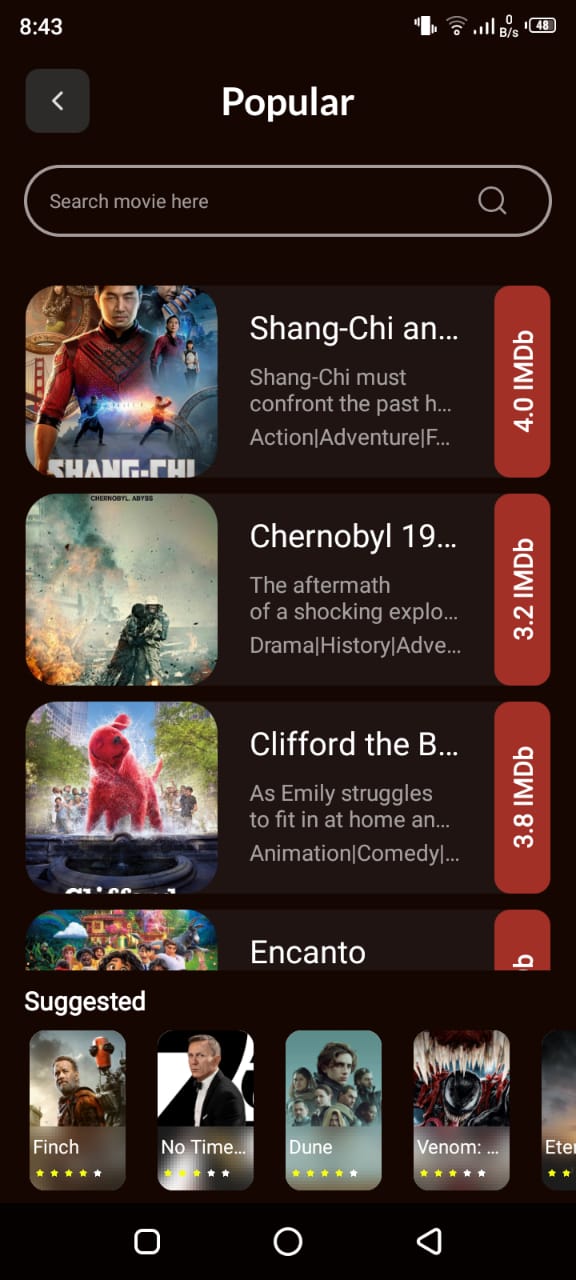 8:43
0
B/s
48
Popular
Search movie here
SHANG-CHI
Shang-Chi an...
Shang-Chi must
confront the past h...
Action|Adventure|F...
4.0 IMDb
CHERNOBYL. ABYSS
Chernobyl 19...
The aftermath
of a shocking explo...
Drama|History|Adve...
3.2 IMDb
Clifford
Clifford the B...
As Emily struggles
to fit in at home an...
Animation|Comedy|...
3.8 IMDb
Encanto
Suggested
Finch
No Time...
Dune
Venom: ...
Eter